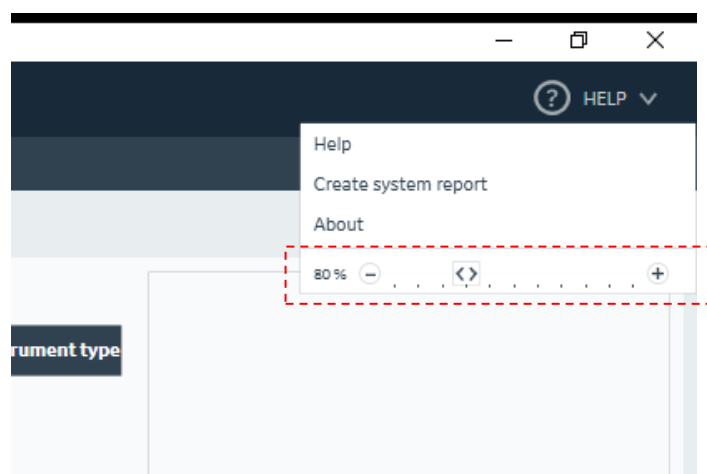 HELP
Help
Create system report
About
80 %
rument type